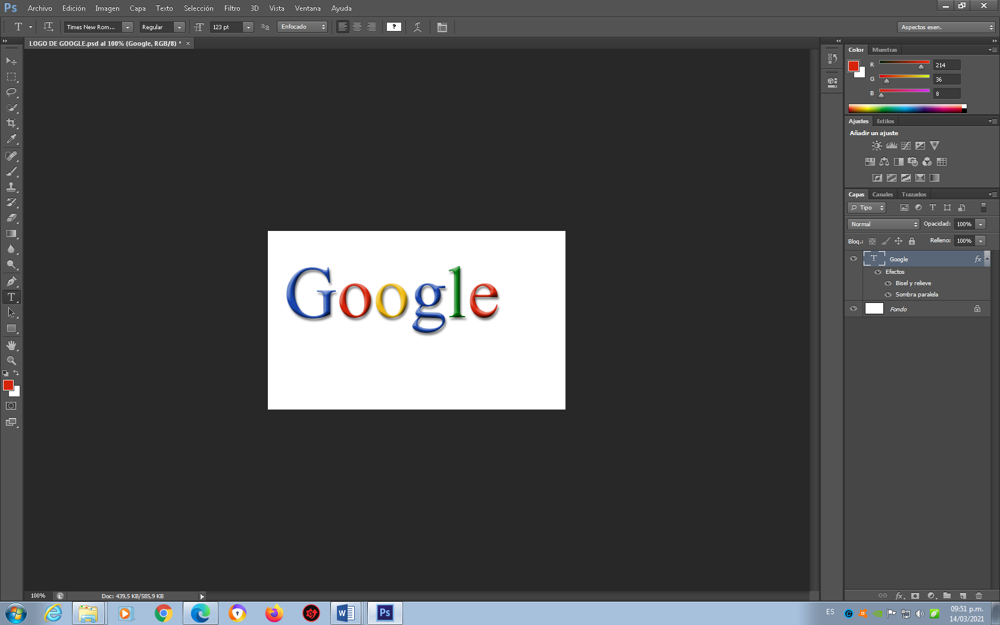 Ps Archivo Edición Imagen Capa Texto Selección Filtro 3D Vista Ventana Ayuda
T Times New Rom... Regular 123 pt Enfocado ? Aspectos esen.
LOGO DE GOOGLE.psd al 100% (Google, RGB/8) * ×
Color Muestras
R 214
G 36
B 8
Ajustes Estilos
Añadir un ajuste
Capas Canales Trazados
Tipo
Normal Opacidad: 100%
Bloq.: Relleno: 100%
T Google fx
Efectos
Bisel y relieve
Sombra paralela
Fondo
Google
100% Doc: 439,5 KB/585,9 KB
ES 09:51 p.m.
14/03/2021